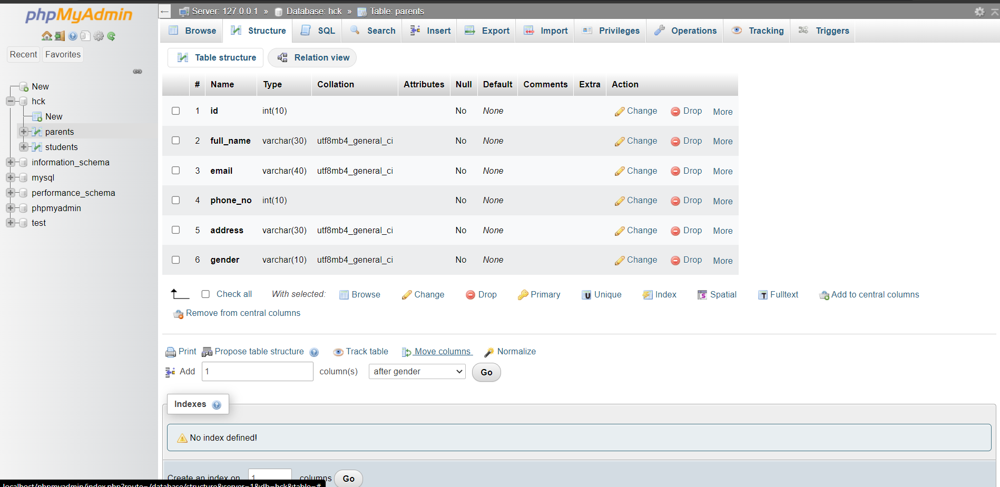 phpMyAdmin
Recent Favorites
New
hck
New
parents
students
information_schema
mysql
performance_schema
phpmyadmin
test
Server: 127.0.0.1 » Database: hck » Table: parents
Browse Structure SQL Search Insert Export Import Privileges Operations Tracking Triggers
Table structure Relation view
# Name Type Collation Attributes Null Default Comments Extra Action
1 id int(10) No None Change Drop More
2 full_name varchar(30) utf8mb4_general_ci No None Change Drop More
3 email varchar(40) utf8mb4_general_ci No None Change Drop More
4 phone_no int(10) No None Change Drop More
5 address varchar(30) utf8mb4_general_ci No None Change Drop More
6 gender varchar(10) utf8mb4_general_ci No None Change Drop More
Check all With selected: Browse Change Drop Primary Unique Index Spatial Fulltext Add to central columns
Remove from central columns
Print Propose table structure Track table Move columns Normalize
Add 1 column(s) after gender Go
Indexes
No index defined!
Create an index on 1 columns Go
localhost/phpmyadmin/index.php?route=/database/structure&server=1&db=hck&table=#